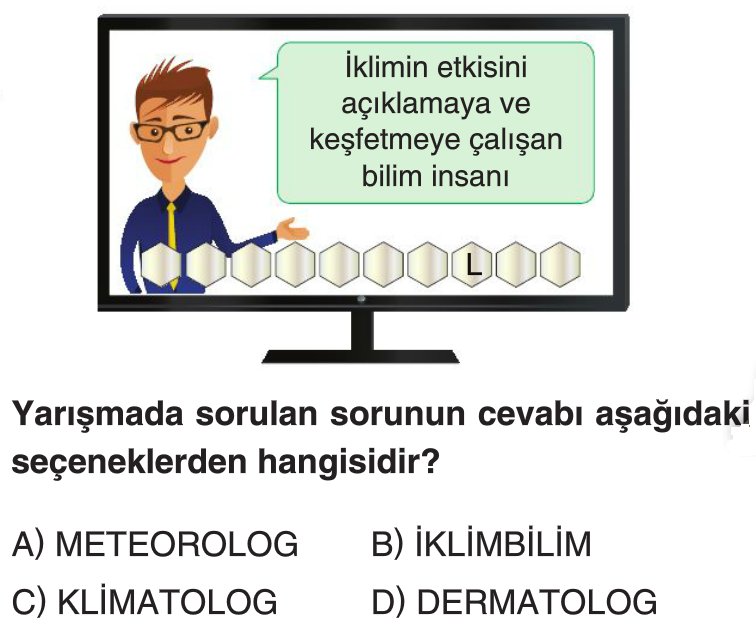 İklimin etkisini
açıklamaya ve
keşfetmeye çalışan
bilim insanı
L
Yarışmada sorulan sorunun cevabı aşağıdaki
seçeneklerden hangisidir?
A) METEOROLOG B) İKLİMBİLİM
C) KLİMATOLOG D) DERMATOLOG